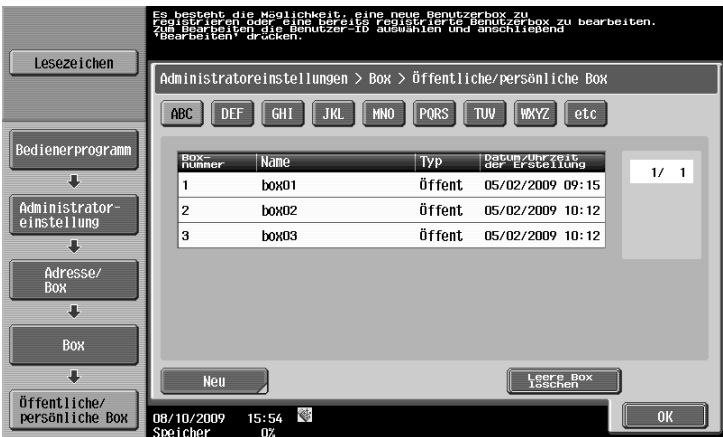 Es besteht die Möglichkeit, eine neue Benutzerbox zu
registrieren oder eine bereits registrierte Benutzerbox zu bearbeiten.
Zum Bearbeiten die Benutzer-ID auswählen und anschließend
'Bearbeiten' drücken.
Lesezeichen
Administratoreinstellungen > Box > Öffentliche/persönliche Box
ABC DEF GHI JKL MNO PQRS TUV WXYZ etc
Bedienerprogramm
Administrator-
einstellung
Adresse/
Box
Box
Öffentliche/
persönliche Box
Box-
nummer Name Typ Datum/Uhrzeit
der Erstellung
1 box01 Öffent 05/02/2009 09:15
2 box02 Öffent 05/02/2009 10:12
3 box03 Öffent 05/02/2009 10:12
1/ 1
Neu
Leere Box
löschen
08/10/2009 15:54
Speicher 0%
OK